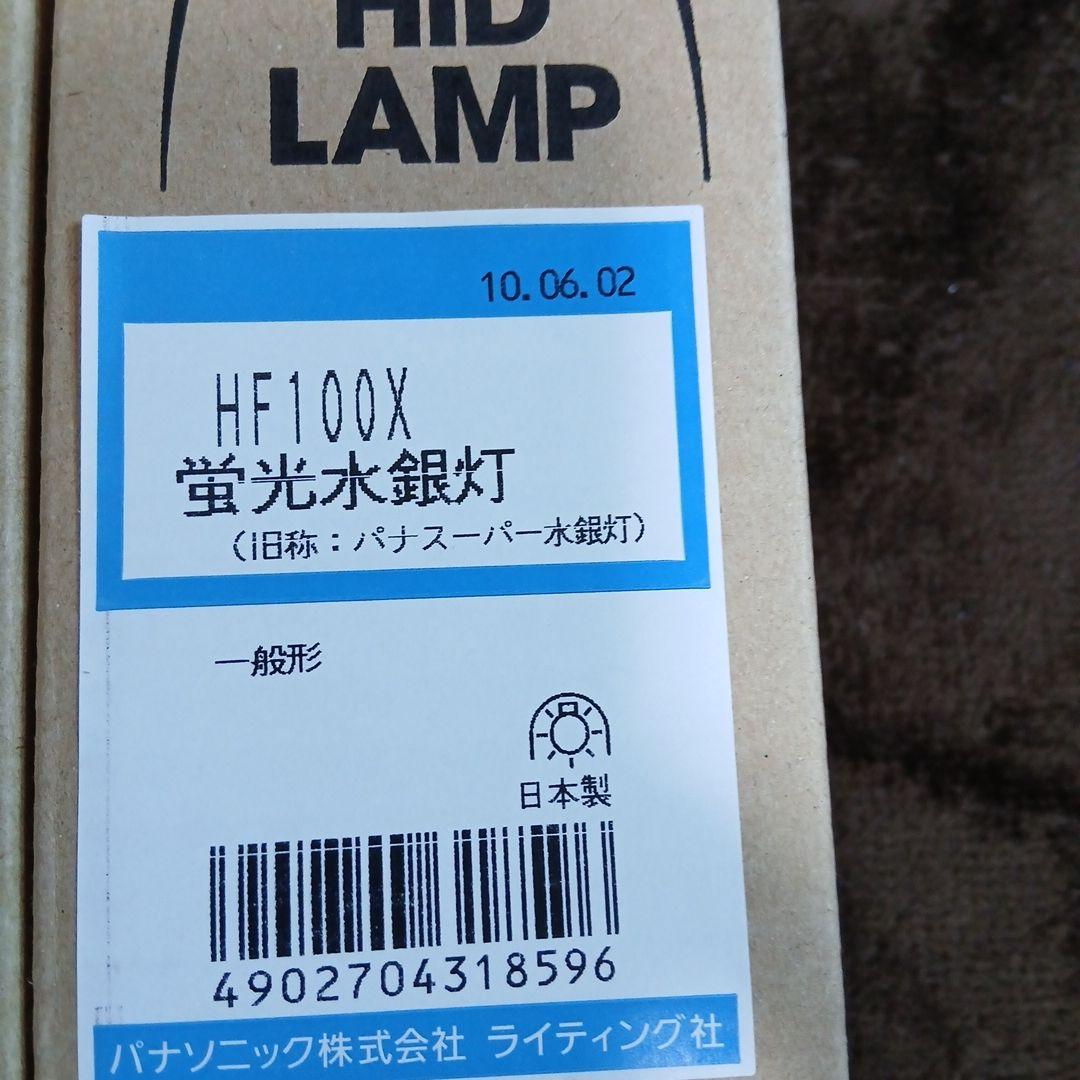 HID
LAMP
10.06.02
HF100X
蛍光水銀灯
（旧称：パナスーパー水銀灯）
一般形
日本製
4902704318596
パナソニック株式会社 ライティング社